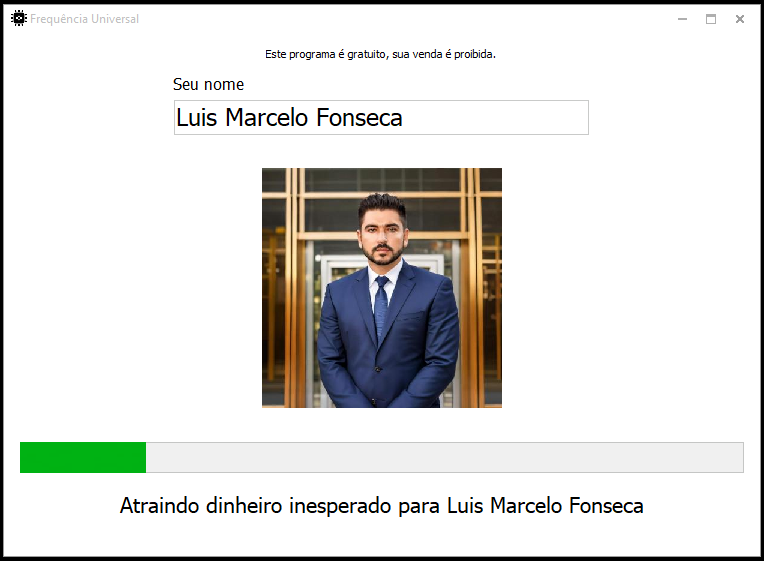 Frequência Universal
Este programa é gratuito, sua venda é proibida.
Seu nome
Luis Marcelo Fonseca
Atraindo dinheiro inesperado para Luis Marcelo Fonseca